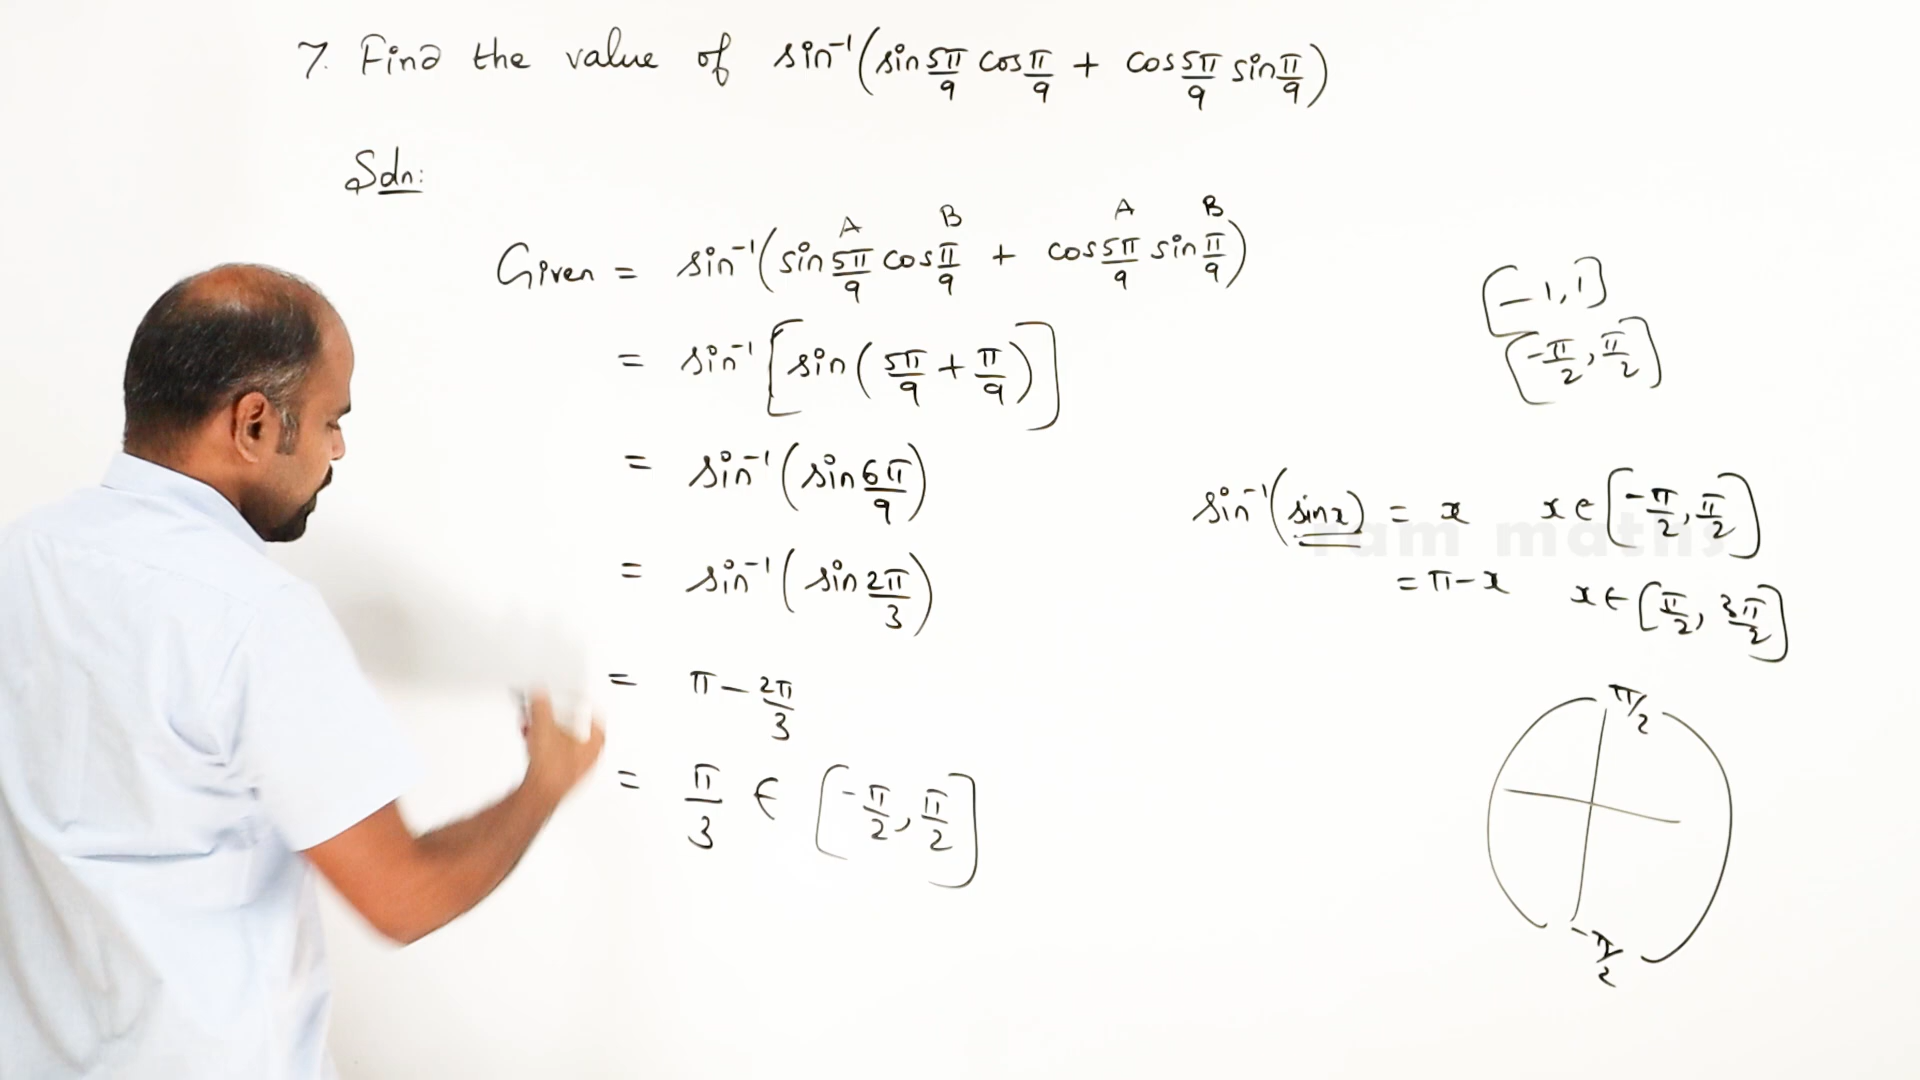 7. Find the value of sin⁻¹(sin 5π/9 cos π/9 + cos 5π/9 sin π/9)
Soln:
A B A B
Given = sin⁻¹(sin 5π/9 cos π/9 + cos 5π/9 sin π/9)
= sin⁻¹[sin(5π/9 + π/9)]
= sin⁻¹(sin 6π/9)
= sin⁻¹(sin 2π/3)
= π - 2π/3
= π/3 ∈ [-π/2, π/2]
[-1, 1]
[-π/2, π/2]
sin⁻¹(sin x) = x x ∈ [-π/2, π/2]
= π - x x ∈ [π/2, 3π/2]
π/2
-π/2
ram maths